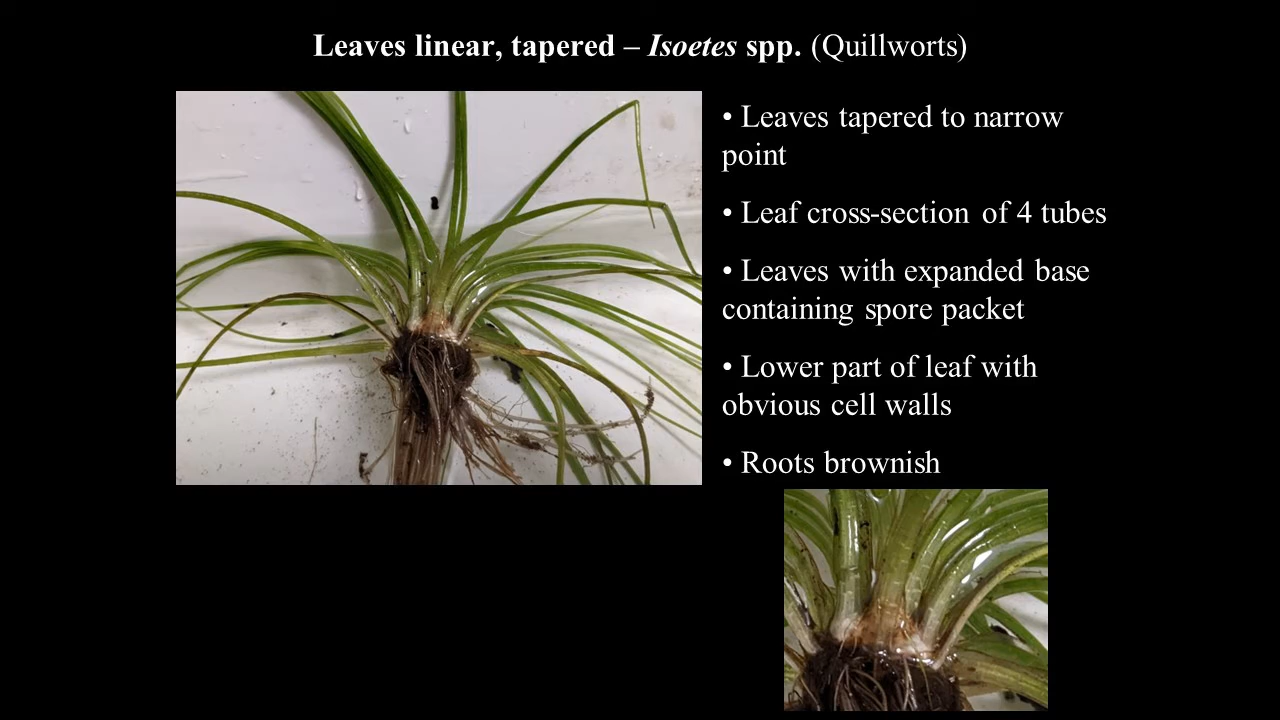 Leaves linear, tapered – Isoetes spp. (Quillworts)
• Leaves tapered to narrow
point
• Leaf cross-section of 4 tubes
• Leaves with expanded base
containing spore packet
• Lower part of leaf with
obvious cell walls
• Roots brownish